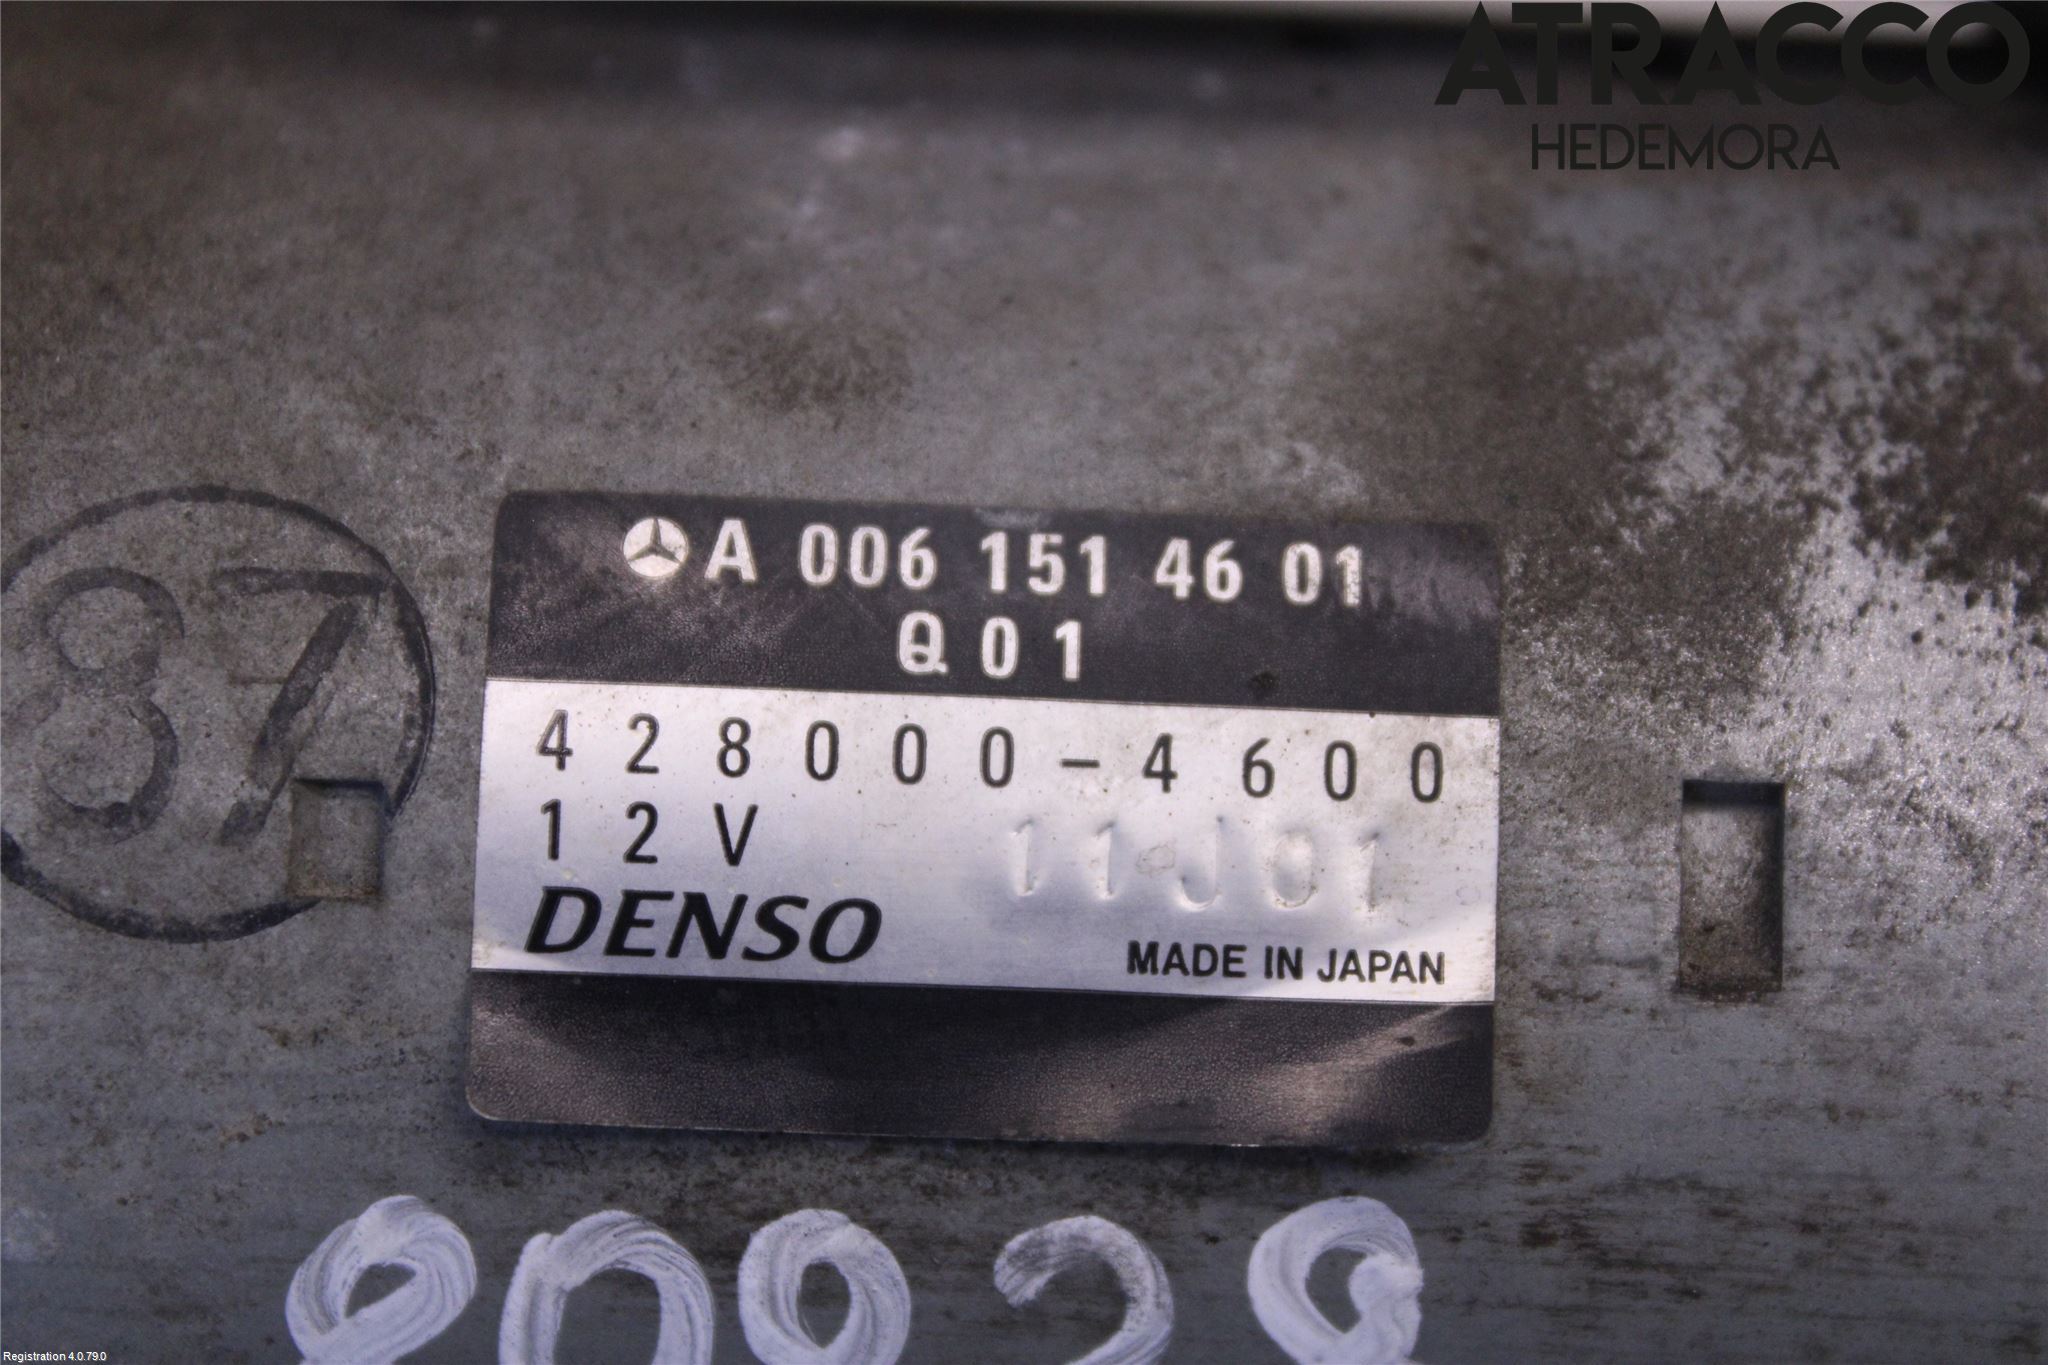 ATRACCO
HEDEMORA
A 006 151 46 01
Q01
428000-4600
12V 11J01
DENSO
MADE IN JAPAN
87
Registration 4.0.79.0